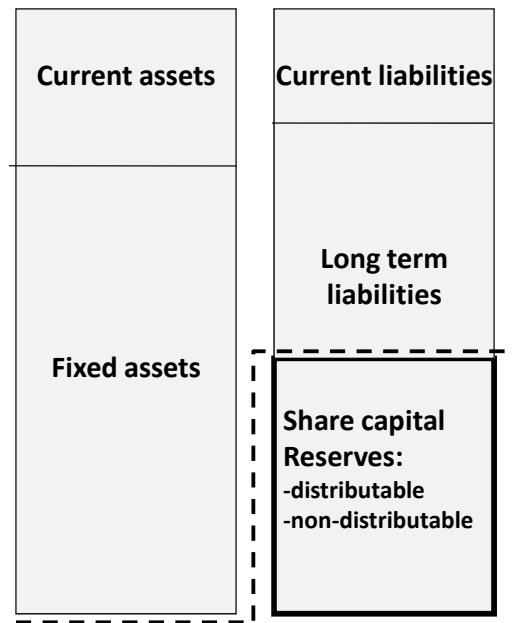 Current assets
Fixed assets
Current liabilities
Long term
liabilities
Share capital
Reserves:
-distributable
-non-distributable